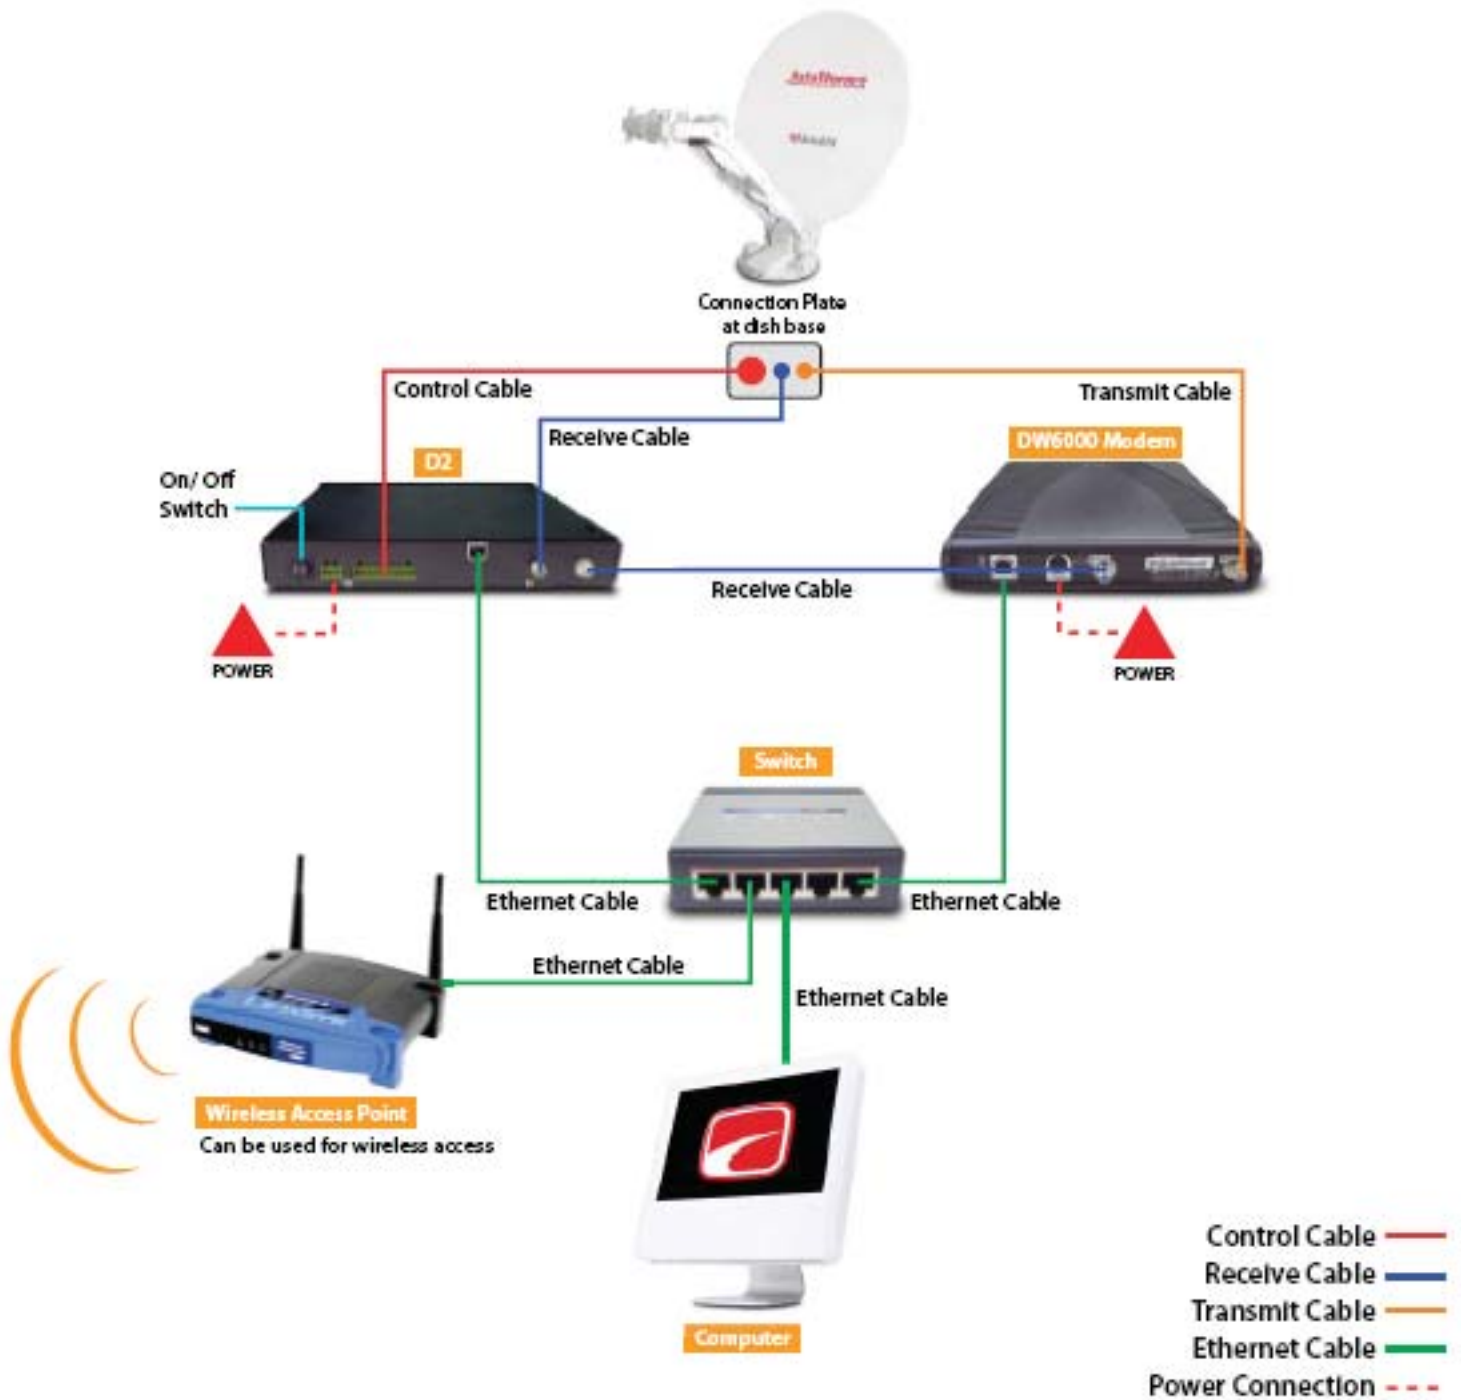 Connection Plate
at dish base
Control Cable
Transmit Cable
Receive Cable
DW6000 Modem
D2
On/ Off
Switch
Receive Cable
POWER
POWER
Switch
Ethernet Cable
Ethernet Cable
Ethernet Cable
Ethernet Cable
Wireless Access Point
Can be used for wireless access
Computer
Control Cable
Receive Cable
Transmit Cable
Ethernet Cable
Power Connection